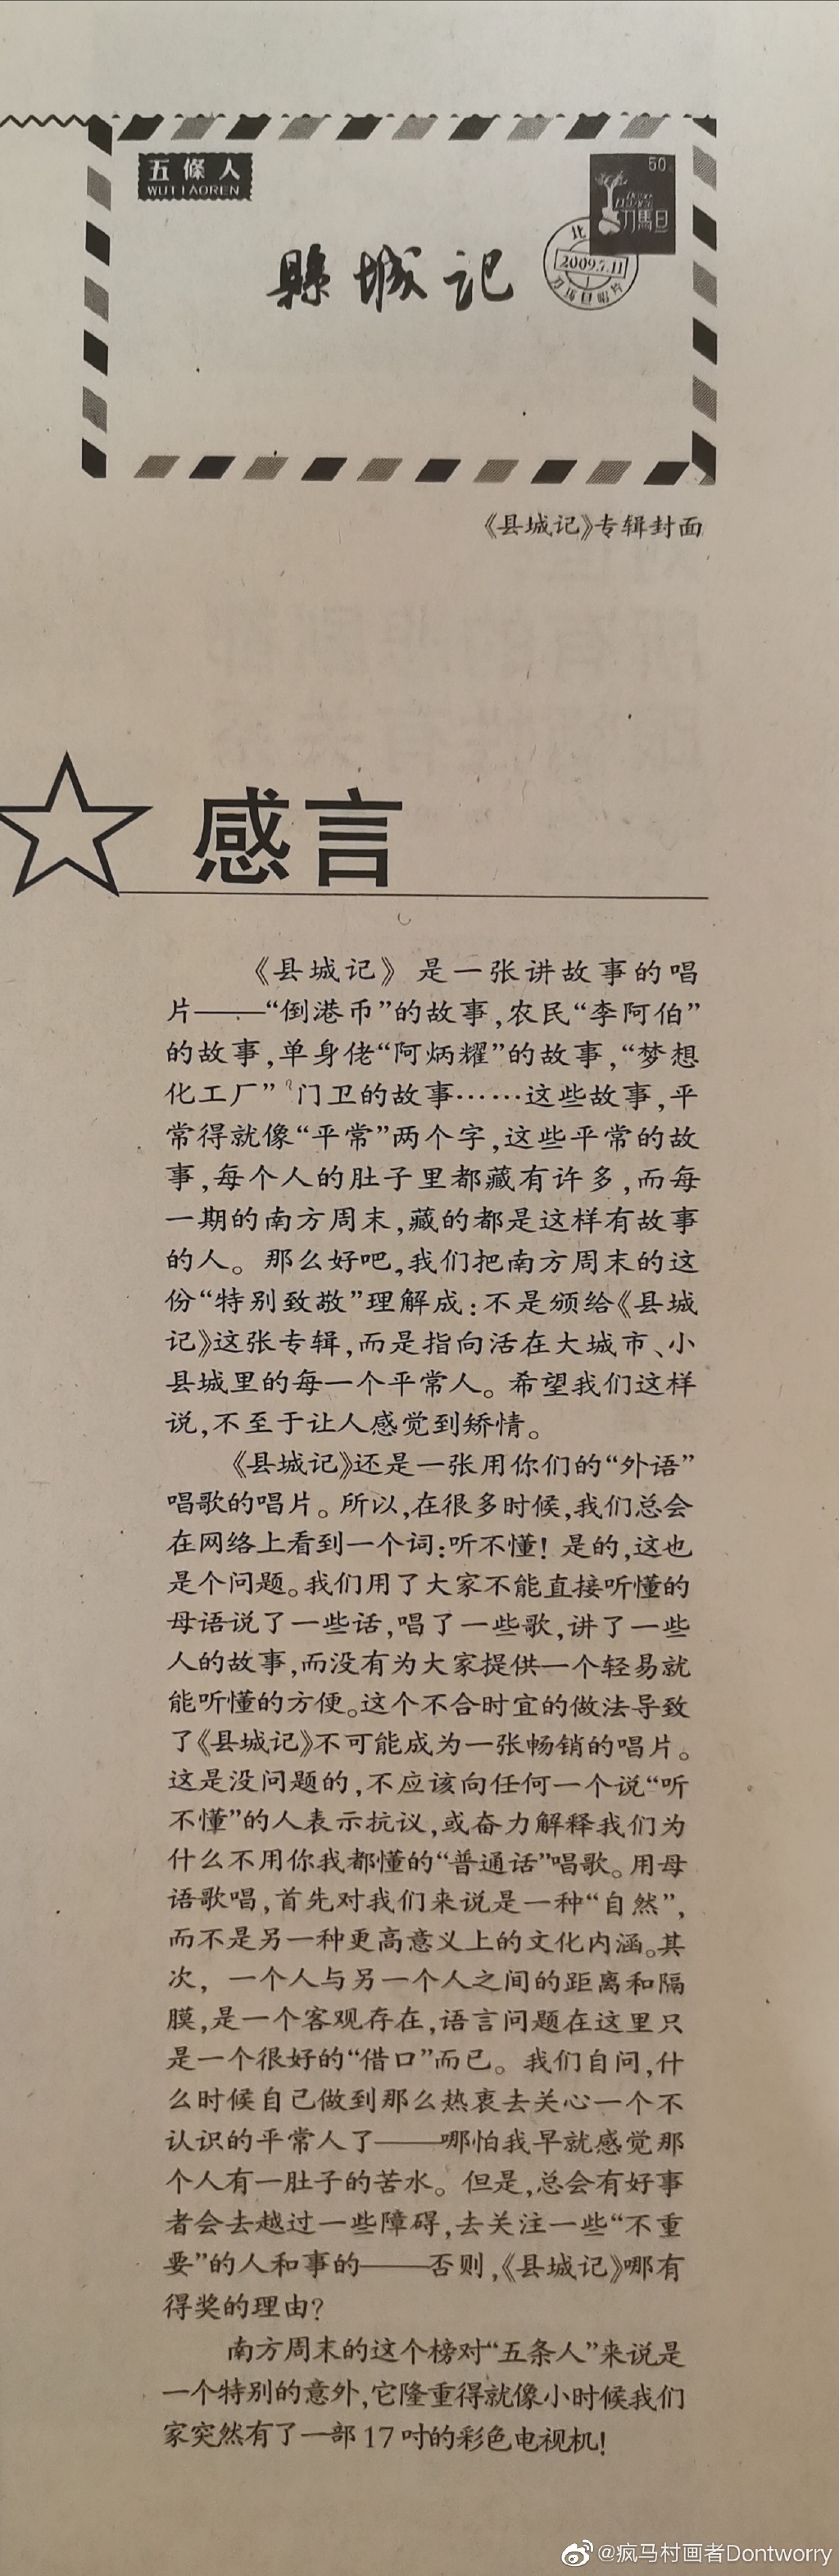 五條人
WUTIAOREN
50
刀馬旦
縣城记
北
2009.7.11
《县城记》专辑封面
感言
《县城记》是一张讲故事的唱
片——“倒港币”的故事,农民“李阿伯”
的故事,单身佬“阿炳耀”的故事,“梦想
化工厂”门卫的故事……这些故事,平
常得就像“平常”两个字,这些平常的故
事,每个人的肚子里都藏有许多,而每
一期的南方周末,藏的都是这样有故事
的人。那么好吧,我们把南方周末的这
份“特别致敬”理解成:不是颁给《县城
记》这张专辑,而是指向活在大城市、小
县城里的每一个平常人。希望我们这样
说,不至于让人感觉到矫情。
《县城记》还是一张用你们的“外语”
唱歌的唱片。所以,在很多时候,我们总会
在网络上看到一个词:听不懂!是的,这也
是个问题。我们用了大家不能直接听懂的
母语说了一些话,唱了一些歌,讲了一些
人的故事,而没有为大家提供一个轻易就
能听懂的方便。这个不合时宜的做法导致
了《县城记》不可能成为一张畅销的唱片。
这是没问题的,不应该向任何一个说“听
不懂”的人表示抗议,或奋力解释我们为
什么不用你我都懂的“普通话”唱歌。用母
语歌唱,首先对我们来说是一种“自然”,
而不是另一种更高意义上的文化内涵。其
次,一个人与另一个人之间的距离和隔
膜,是一个客观存在,语言问题在这里只
是一个很好的“借口”而已。我们自问,什
么时候自己做到那么热衷去关心一个不
认识的平常人了——哪怕我早就感觉那
个人有一肚子的苦水。但是,总会有好事
者会去越过一些障碍,去关注一些“不重
要”的人和事的——否则,《县城记》哪有
得奖的理由?
南方周末的这个榜对“五条人”来说是
一个特别的意外,它隆重得就像小时候我们
家突然有了一部17吋的彩色电视机!
@疯马村画者Dontworry